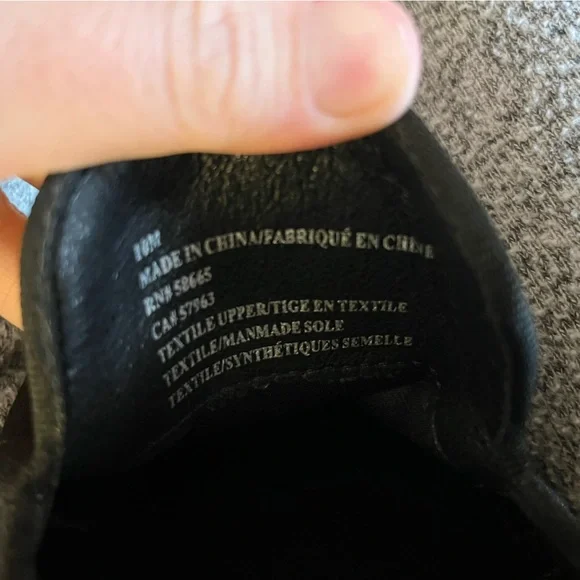 10M
MADE IN CHINA/FABRIQUÉ EN CHINE
RN# 58665
CA# 57963
TEXTILE UPPER/TIGE EN TEXTILE
TEXTILE/MANMADE SOLE
TEXTILE/SYNTHÉTIQUES SEMELLE